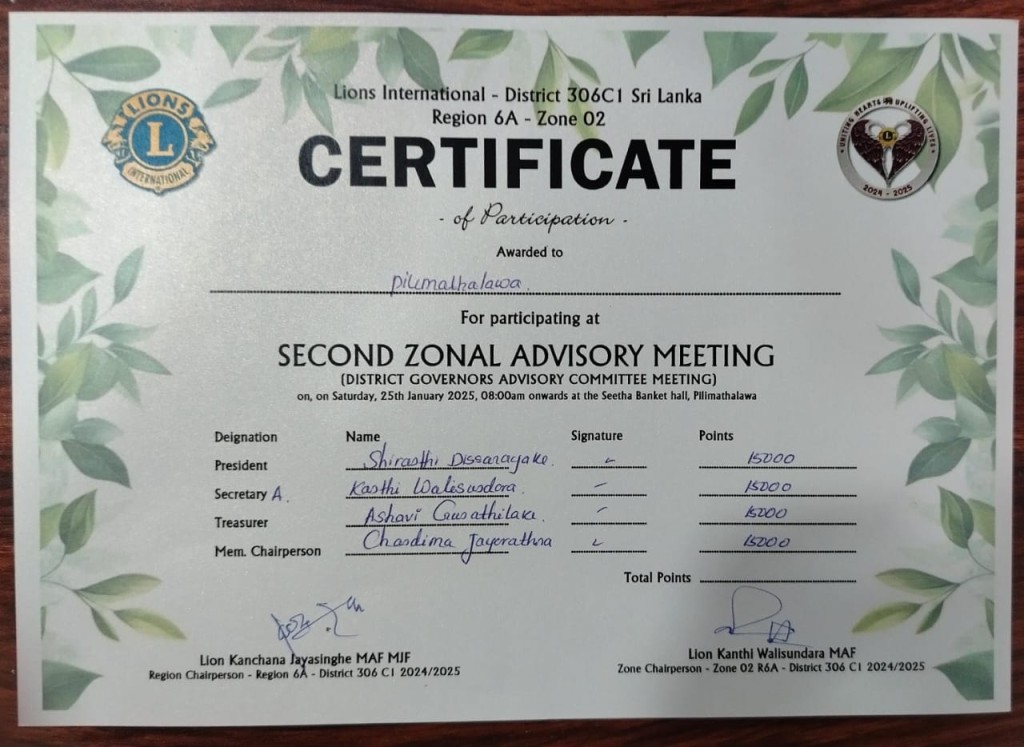 LIONS
L
INTERNATIONAL
UNITING HEARTS UPLIFTING LIVES
L
2024 - 2025
Lions International - District 306C1 Sri Lanka
Region 6A - Zone 02
CERTIFICATE
- of Participation -
Awarded to
Pilimathalawa.
For participating at
SECOND ZONAL ADVISORY MEETING
(DISTRICT GOVERNORS ADVISORY COMMITTEE MEETING)
on, on Saturday, 25th January 2025, 08:00am onwards at the Seetha Banket hall, Pilimathalawa
Deignation Name Signature Points
President Shirasthi Dissanayake. 15000
Secretary A. Kasthi Walisundara. 15000
Treasurer Ashavi Gunathilaka. 15000
Mem. Chairperson Chandima Jayerathna 15000
Total Points
Lion Kanchana Jayasinghe MAF MJF
Region Chairperson - Region 6A - District 306 C1 2024/2025
Lion Kanthi Walisundara MAF
Zone Chairperson - Zone 02 R6A - District 306 C1 2024/2025